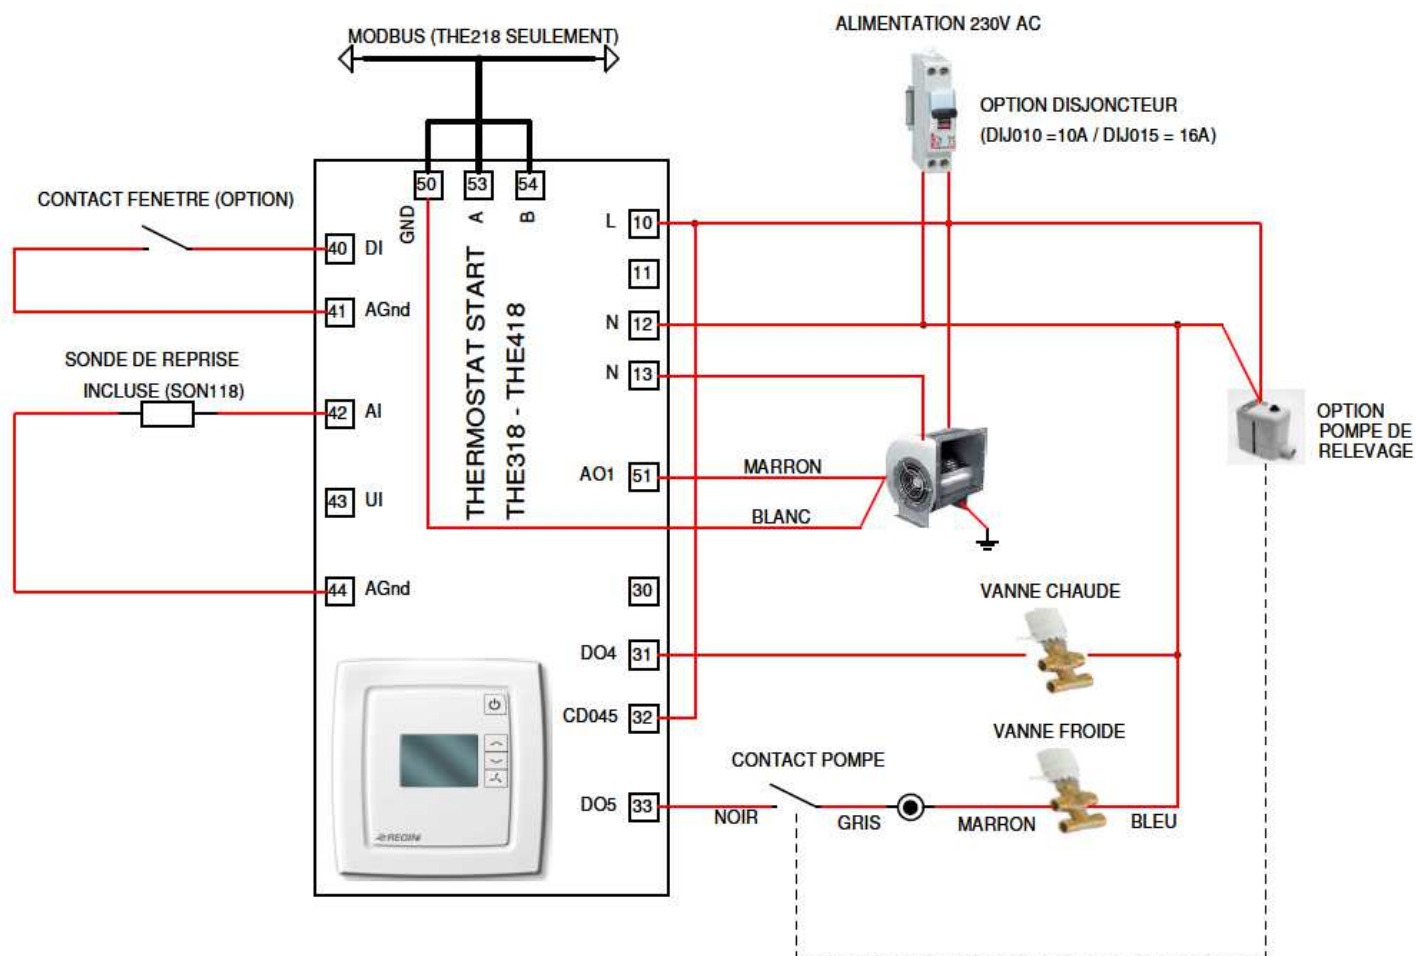 ALIMENTATION 230V AC
MODBUS (THE218 SEULEMENT)
OPTION DISJONCTEUR
(DIJ010 =10A / DIJ015 = 16A)
50
53
54
GND
A
B
CONTACT FENETRE (OPTION)
40 DI
41 AGnd
SONDE DE REPRISE
INCLUSE (SON118)
42 AI
43 UI
44 AGnd
THERMOSTAT START
THE318 - THE418
L 10
11
N 12
N 13
AO1 51
MARRON
BLANC
OPTION
POMPE DE
RELEVAGE
30
VANNE CHAUDE
DO4 31
CD045 32
VANNE FROIDE
CONTACT POMPE
DO5 33
NOIR
GRIS
MARRON
BLEU
REGIN